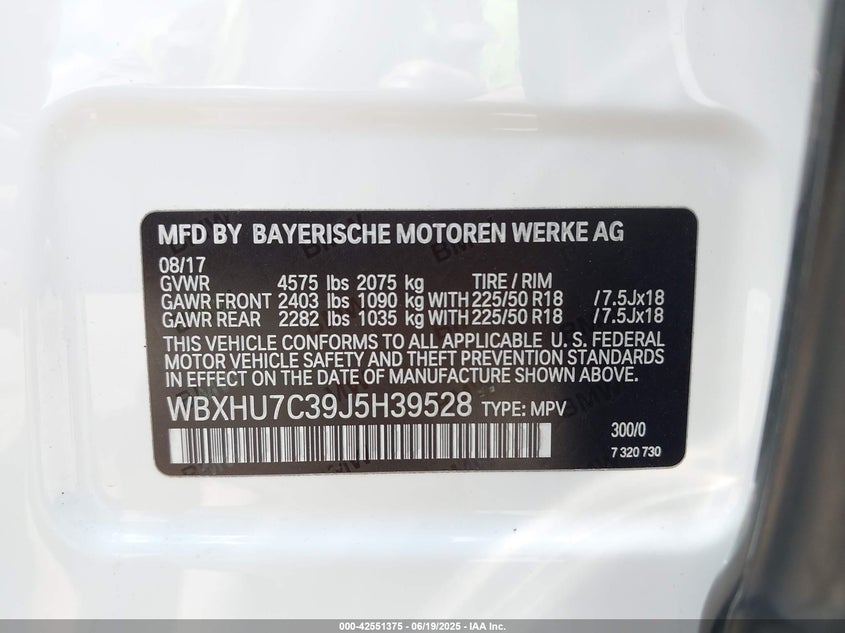 MFD BY BAYERISCHE MOTOREN WERKE AG
08/17
GVWR 4575 lbs 2075 kg TIRE / RIM
GAWR FRONT 2403 lbs 1090 kg WITH 225/50 R18 /7.5Jx18
GAWR REAR 2282 lbs 1035 kg WITH 225/50 R18 /7.5Jx18
THIS VEHICLE CONFORMS TO ALL APPLICABLE U. S. FEDERAL
MOTOR VEHICLE SAFETY AND THEFT PREVENTION STANDARDS
IN EFFECT ON THE DATE OF MANUFACTURE SHOWN ABOVE.
WBXHU7C39J5H39528 TYPE: MPV
300/0
7 320 730
000-42551375 - 06/19/2025 - IAA Inc.